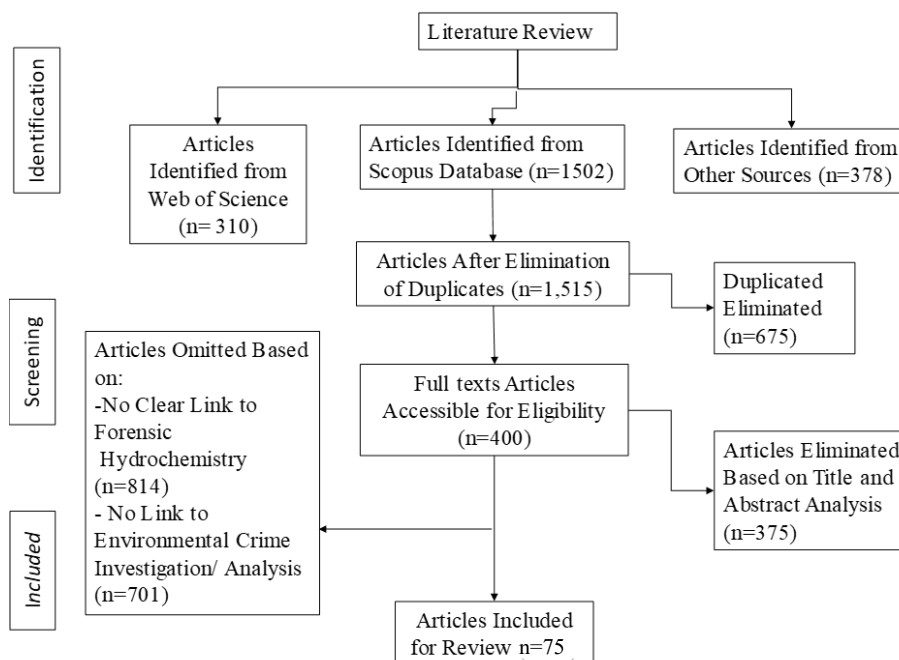 Literature Review
Identification
Articles
Identified from
Web of Science
(n= 310)
Articles Identified from
Scopus Database (n=1502)
Articles Identified from
Other Sources (n=378)
Articles After Elimination
of Duplicates (n=1,515)
Duplicated
Eliminated
(n=675)
Screening
Articles Omitted Based
on:
-No Clear Link to
Forensic
Hydrochemistry
(n=814)
- No Link to
Environmental Crime
Investigation/ Analysis
(n=701)
Full texts Articles
Accessible for Eligibility
(n=400)
Articles Eliminated
Based on Title and
Abstract Analysis
(n=375)
Included
Articles Included
for Review n=75